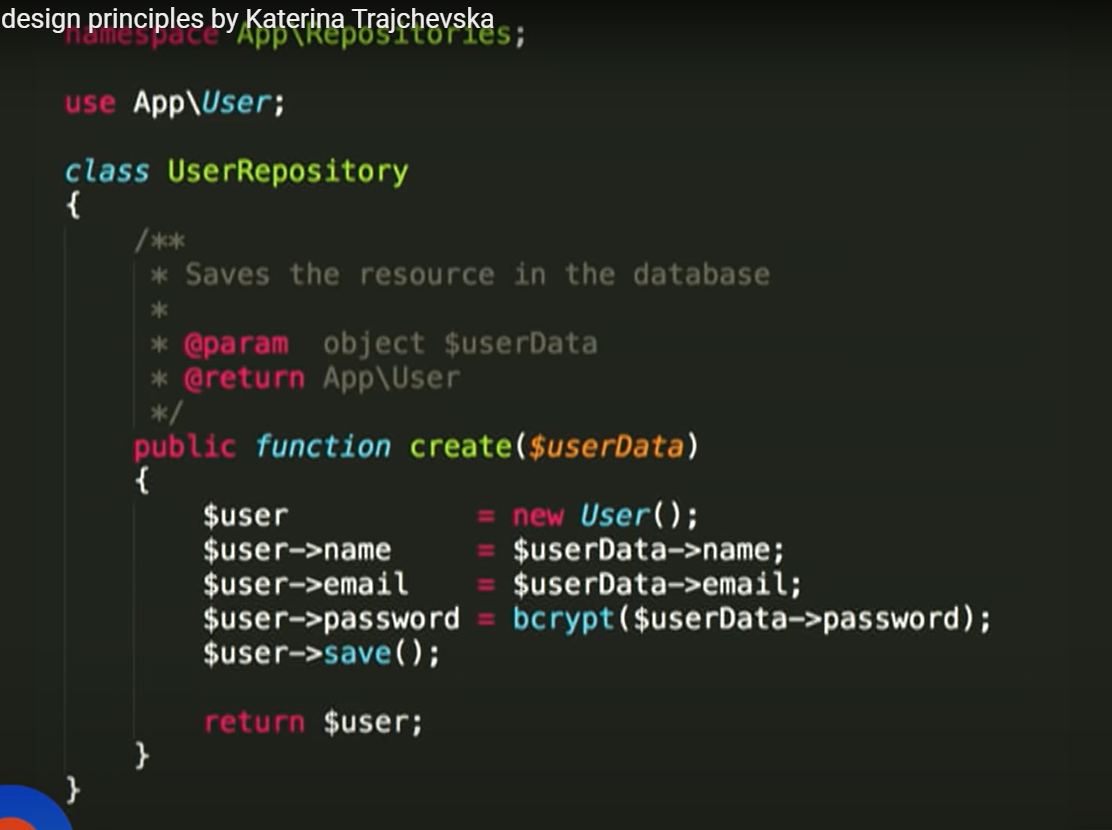 design principles by Katerina Trajchevska
namespace App\Repositories;
use App\User;
class UserRepository
{
/**
* Saves the resource in the database
*
* @param  object $userData
* @return App\User
*/
public function create($userData)
{
$user = new User();
$user->name = $userData->name;
$user->email = $userData->email;
$user->password = bcrypt($userData->password);
$user->save();
return $user;
}
}